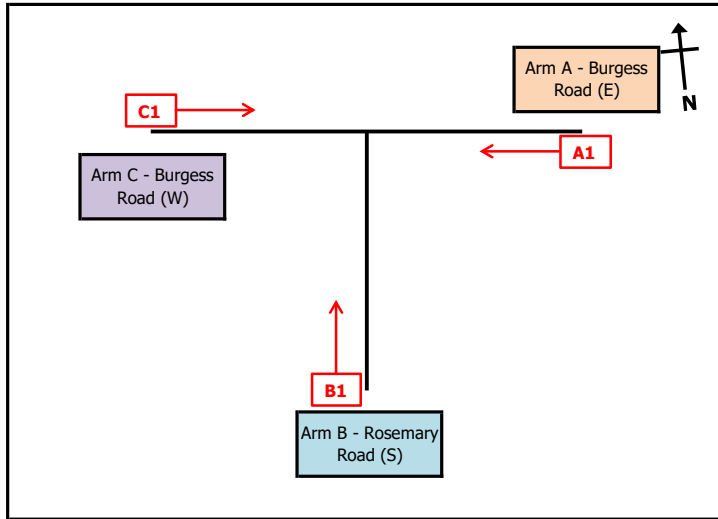 Arm A - Burgess
Road (E)
N
C1
A1
Arm C - Burgess
Road (W)
B1
Arm B - Rosemary
Road (S)